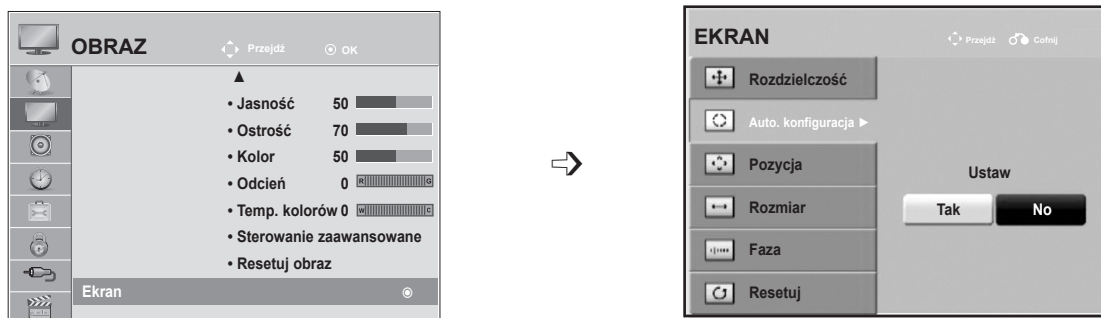 OBRAZ
Przejdź
OK
• Jasność 50
• Ostrość 70
• Kolor 50
• Odcień 0 R G
• Temp. kolorów 0 W C
• Sterowanie zaawansowane
• Resetuj obraz
Ekran
EKRAN
Przejdź
Cofnij
Rozdzielczość
Auto. konfiguracja ►
Pozycja
Rozmiar
Faza
Resetuj
Ustaw
Tak
No